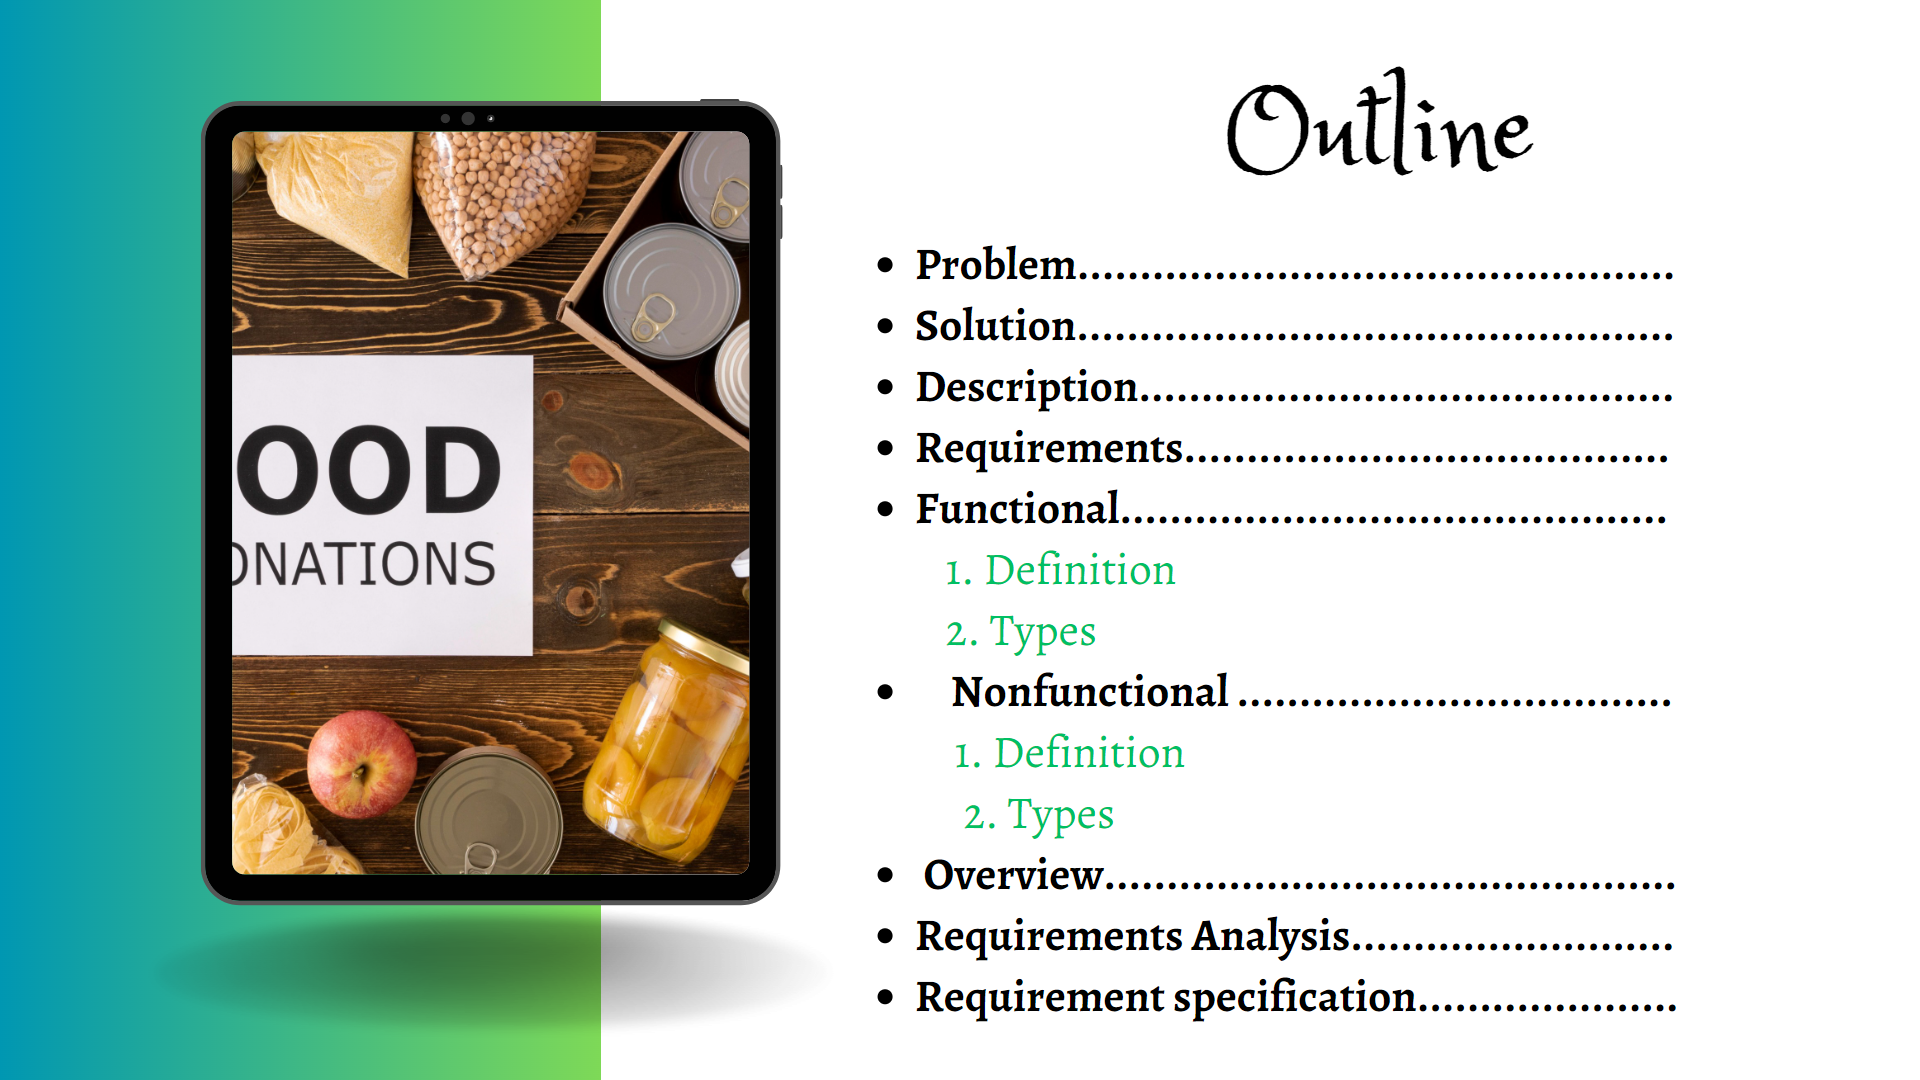 Outline
• Problem................................................
• Solution................................................
• Description...........................................
• Requirements.......................................
• Functional............................................
1. Definition
2. Types
• Nonfunctional ...................................
1. Definition
2. Types
• Overview..............................................
• Requirements Analysis..........................
• Requirement specification.....................
OOD
ONATIONS